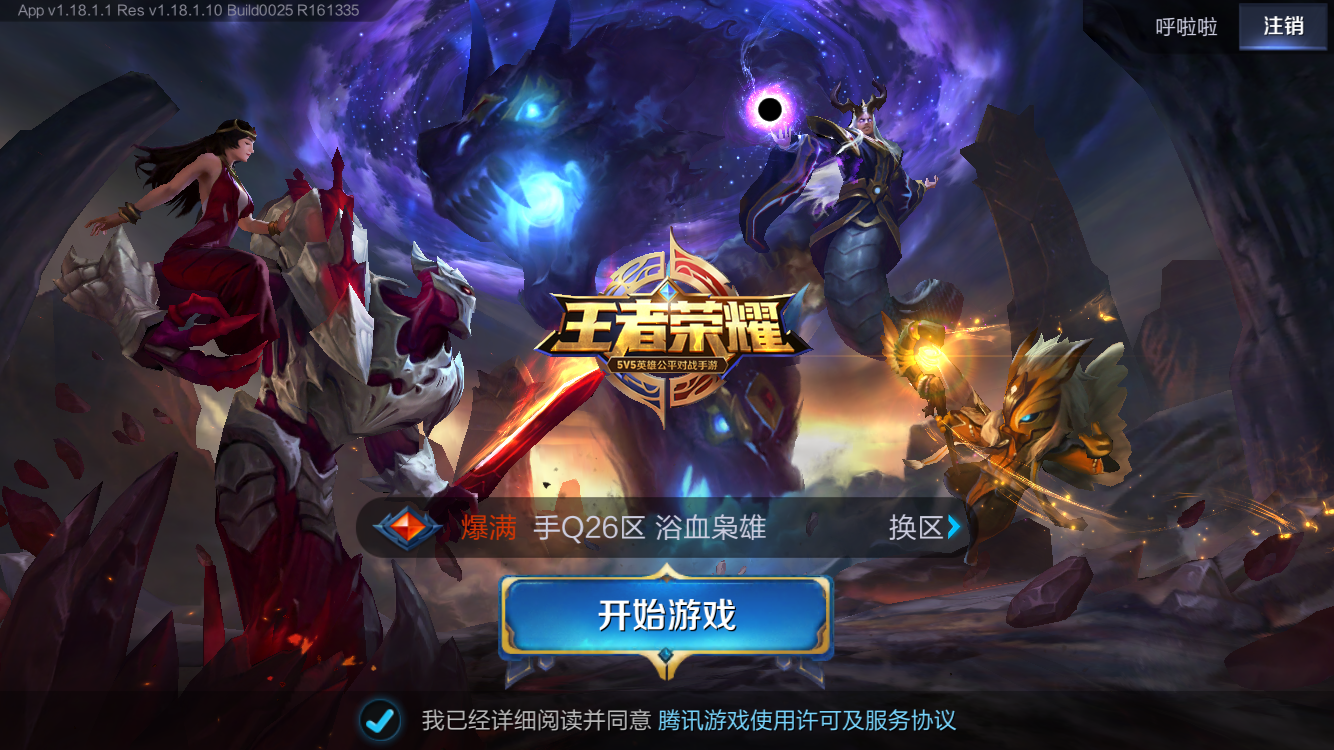 App v1.18.1.1 Res v1.18.1.10 Build0025 R161335
呼啦啦
注销
王者荣耀
5V5英雄公平对战手游
爆满 手Q26区 浴血枭雄 换区
开始游戏
我已经详细阅读并同意 腾讯游戏使用许可及服务协议